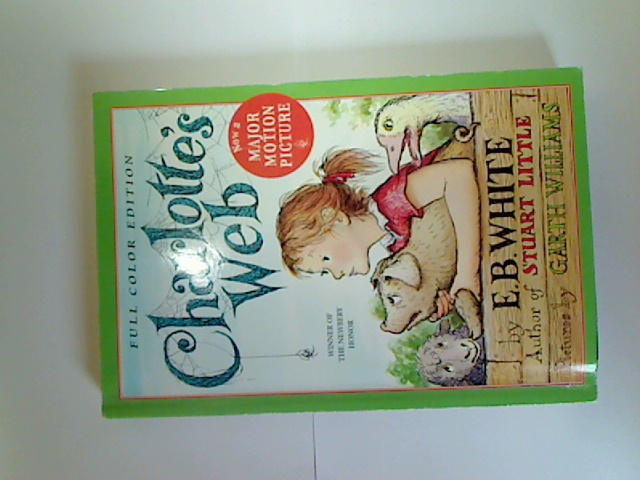 FULL COLOR EDITION
Charlotte's
Web
Now a
MAJOR
MOTION
PICTURE
WINNER OF
THE NEWBERY
HONOR
by E.B. WHITE
Author of STUART LITTLE
Pictures by GARTH WILLIAMS